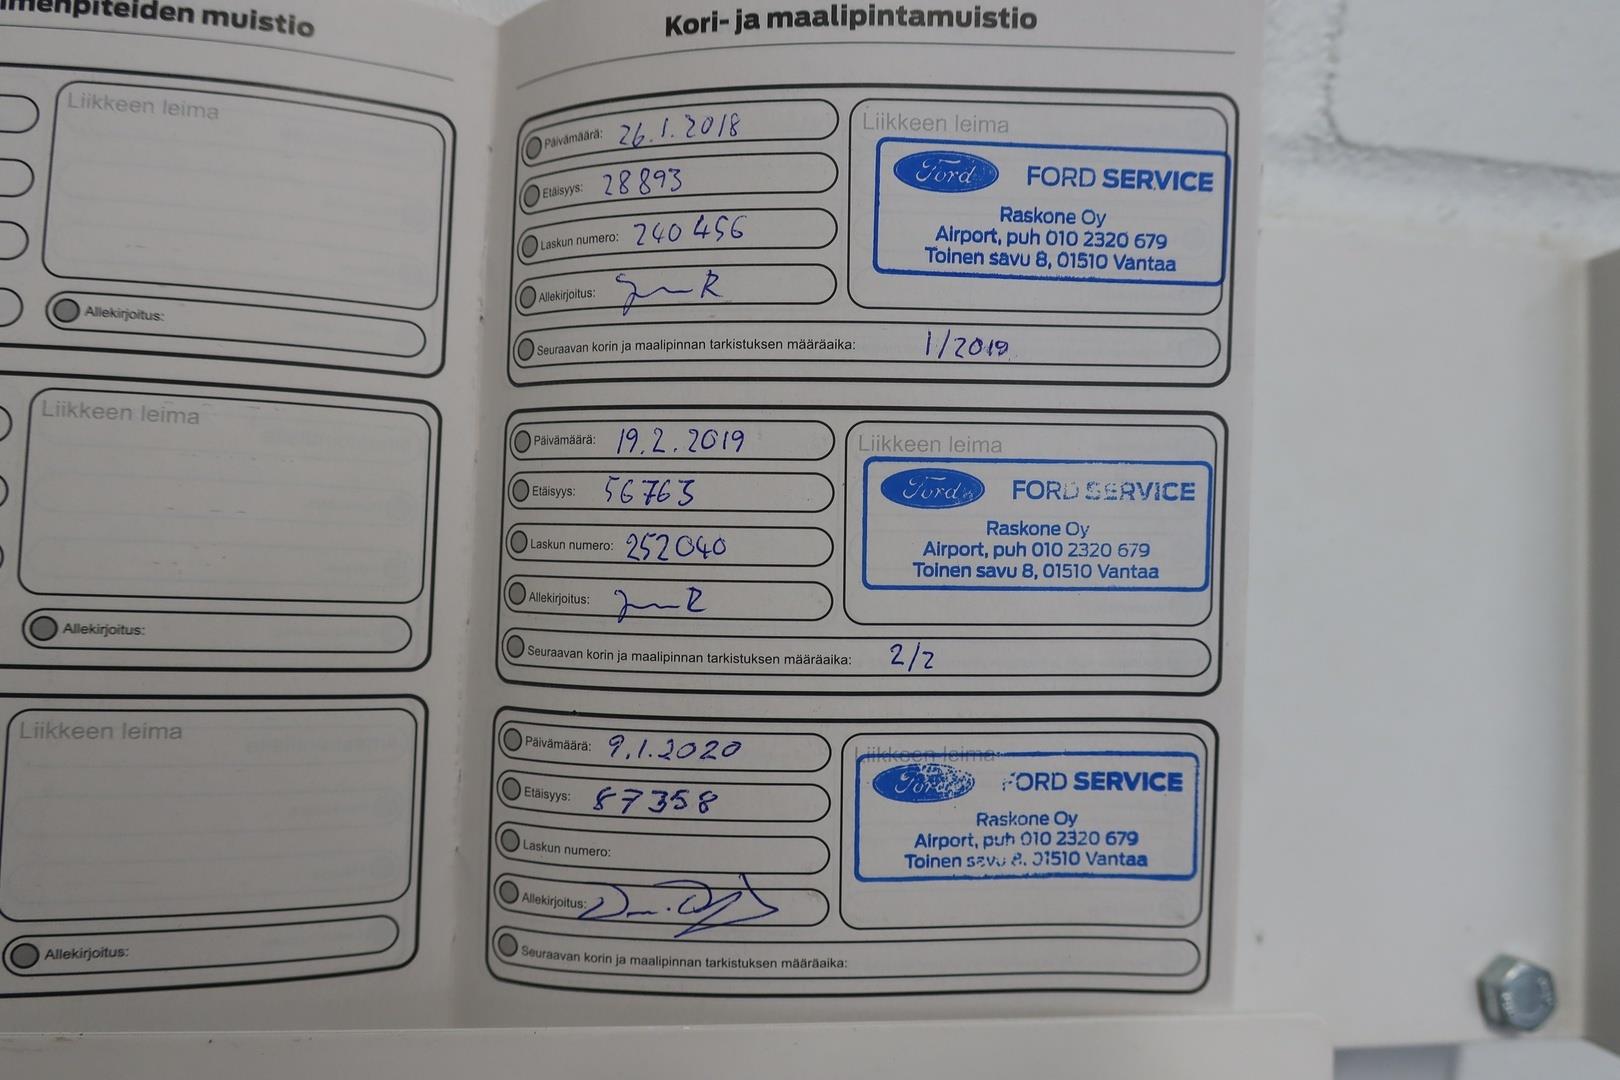 menpiteiden muistio
Liikkeen leima
Allekirjoitus:
Liikkeen leima
Allekirjoitus:
Liikkeen leima
Allekirjoitus:
Kori- ja maalipintamuistio
Päivämäärä: 26.1.2018
Etäisyys: 28893
Laskun numero: 240 456
Allekirjoitus:
Liikkeen leima
Ford FORD SERVICE
Raskone Oy
Airport, puh 010 2320 679
Toinen savu 8, 01510 Vantaa
Seuraavan korin ja maalipinnan tarkistuksen määräaika: 1/2019
Päivämäärä: 19.2.2019
Etäisyys: 56763
Laskun numero: 252040
Allekirjoitus:
Liikkeen leima
Ford FORD SERVICE
Raskone Oy
Airport, puh 010 2320 679
Toinen savu 8, 01510 Vantaa
Seuraavan korin ja maalipinnan tarkistuksen määräaika: 2/2
Päivämäärä: 9.1.2020
Etäisyys: 87358
Laskun numero:
Allekirjoitus:
Liikkeen leima
Ford FORD SERVICE
Raskone Oy
Airport, puh 010 2320 679
Toinen savu 8, 01510 Vantaa
Seuraavan korin ja maalipinnan tarkistuksen määräaika: